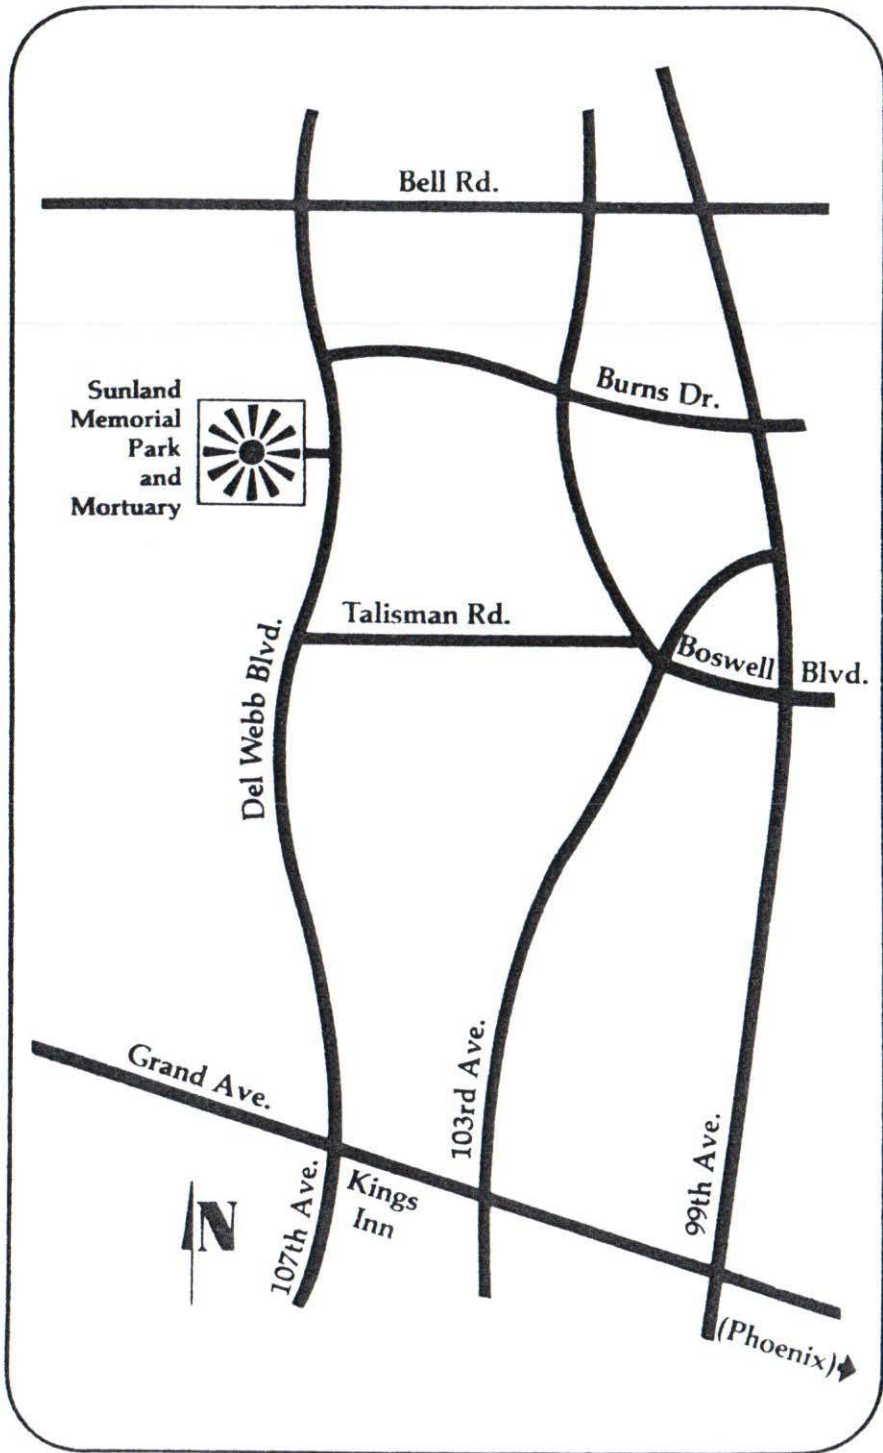 Bell Rd.
Burns Dr.
Sunland
Memorial
Park
and
Mortuary
Talisman Rd.
Boswell Blvd.
Del Webb Blvd.
Grand Ave.
103rd Ave.
99th Ave.
107th Ave.
Kings
Inn
N
(Phoenix)